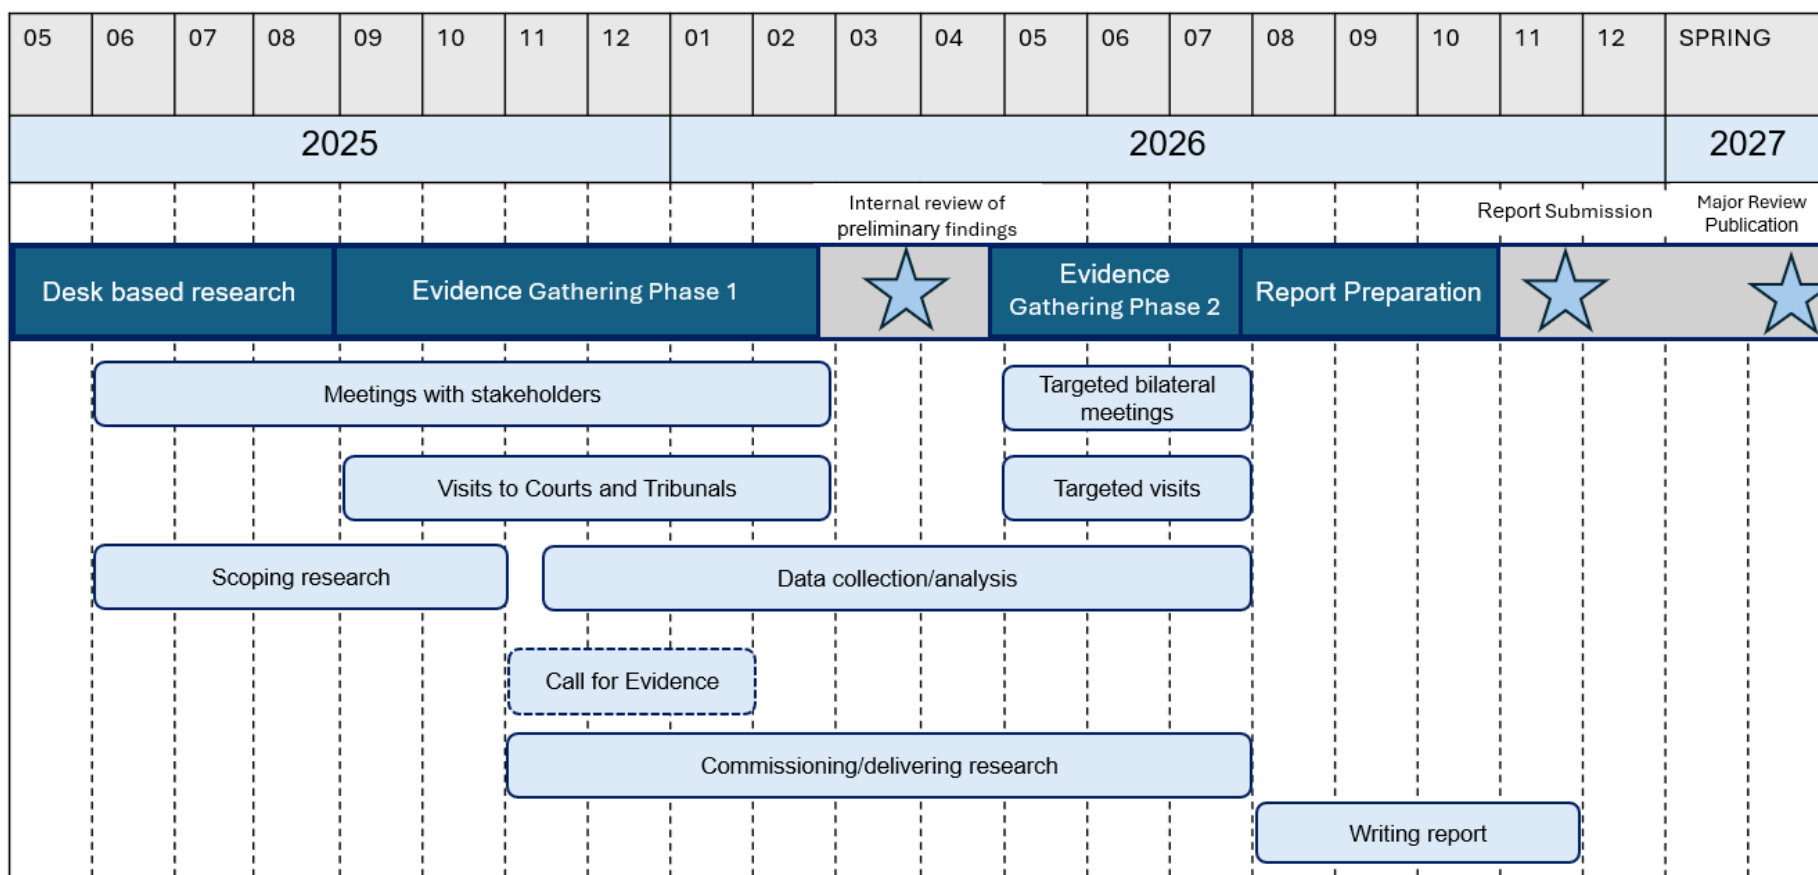 05 06 07 08 09 10 11 12 01 02 03 04 05 06 07 08 09 10 11 12 SPRING
2025 2026 2027
Internal review of
preliminary findings
Report Submission
Major Review
Publication
Desk based research
Evidence Gathering Phase 1
Evidence
Gathering Phase 2
Report Preparation
Meetings with stakeholders
Targeted bilateral
meetings
Visits to Courts and Tribunals
Targeted visits
Scoping research
Data collection/analysis
Call for Evidence
Commissioning/delivering research
Writing report